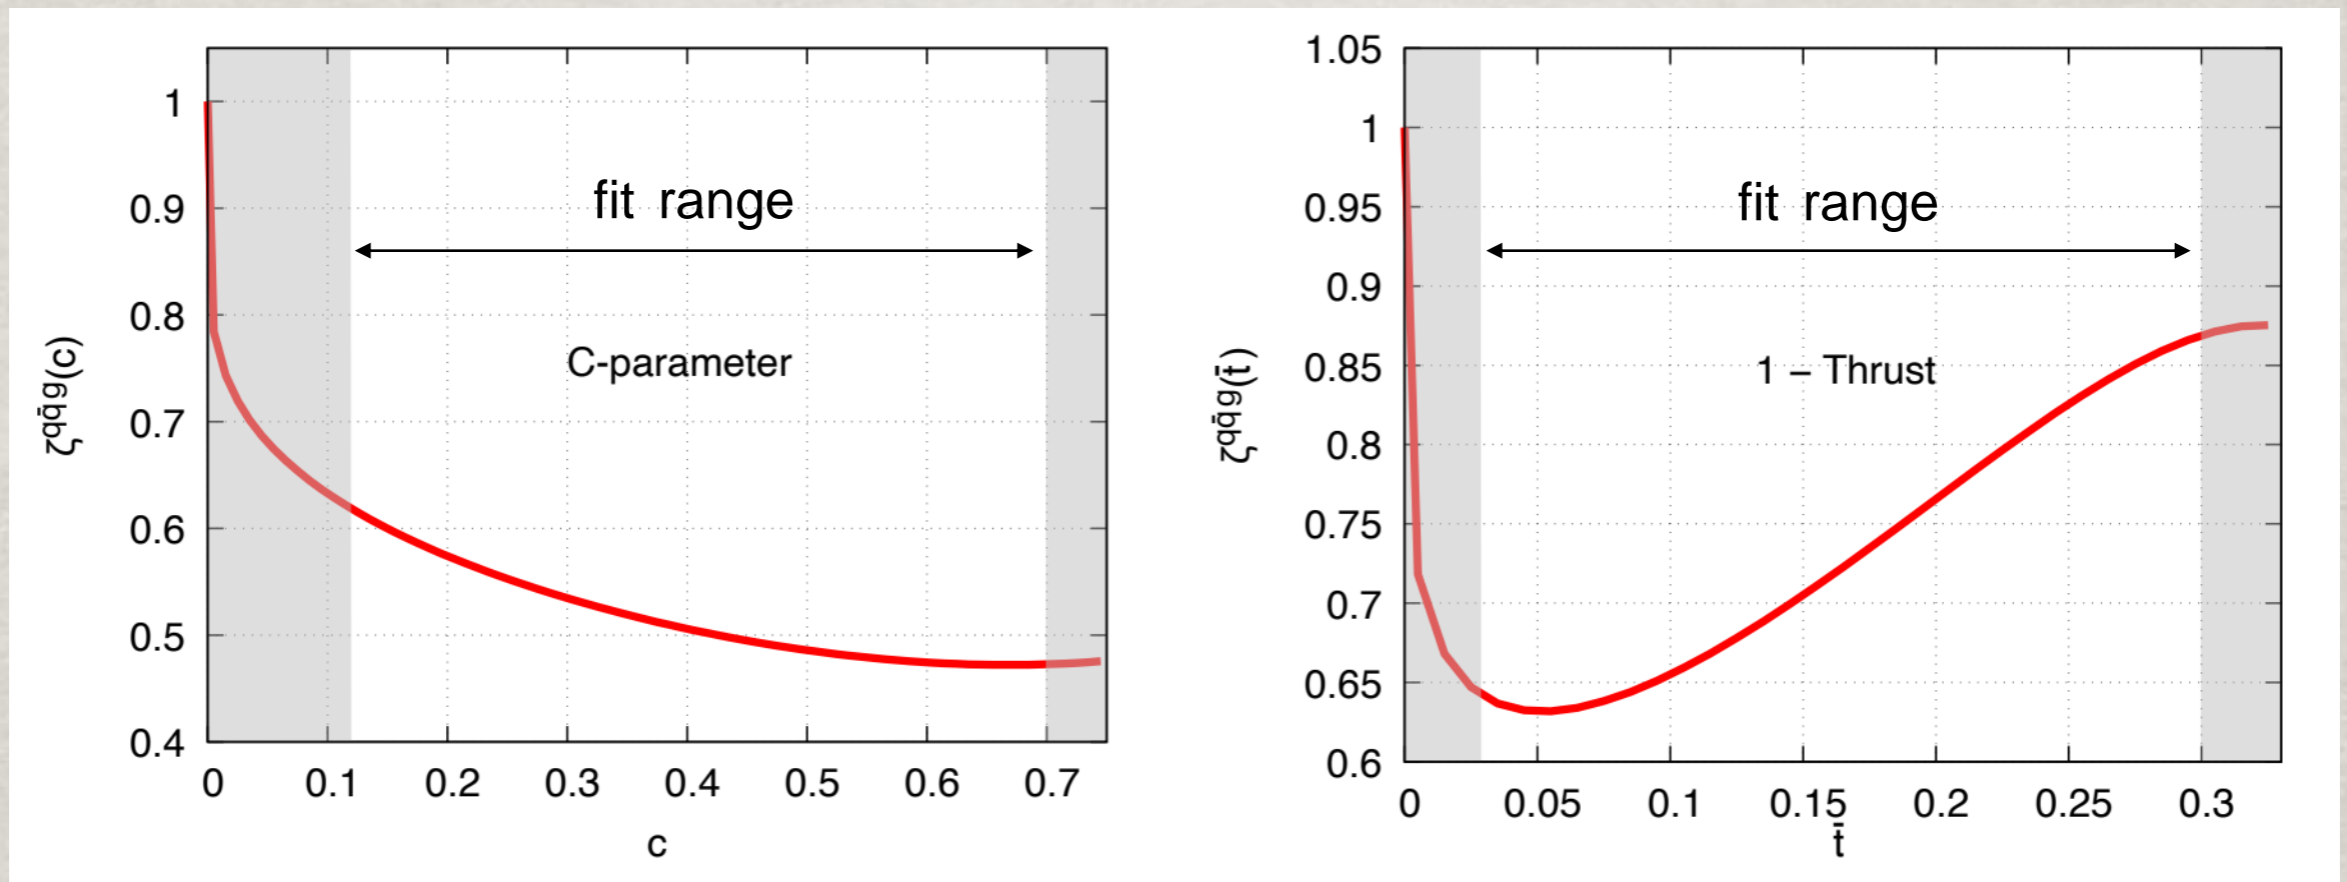 1
0.9
0.8
0.7
0.6
0.5
0.4
ζqq̄g(c)
fit range
C-parameter
0 0.1 0.2 0.3 0.4 0.5 0.6 0.7
c
1.05
1
0.95
0.9
0.85
0.8
0.75
0.7
0.65
0.6
ζqq̄g(t̄)
fit range
1 – Thrust
0 0.05 0.1 0.15 0.2 0.25 0.3
t̄